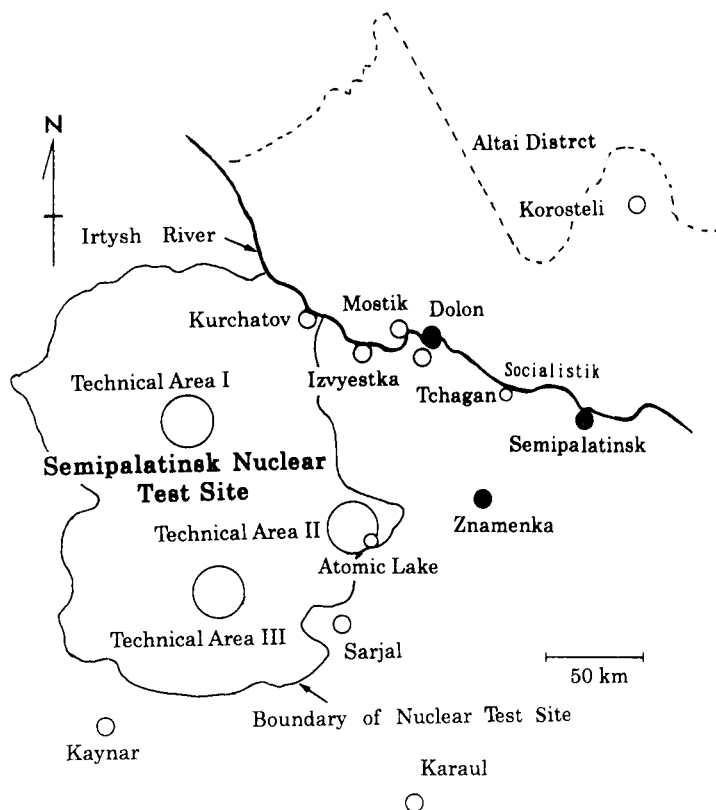 N
Altai Distrct
Korosteli
Irtysh River
Mostik
Dolon
Kurchatov
Izvyestka
Socialistik
Tchagan
Technical Area I
Semipalatinsk
Semipalatinsk Nuclear
Test Site
Znamenka
Technical Area II
Atomic Lake
Technical Area III
Sarjal
50 km
Boundary of Nuclear Test Site
Kaynar
Karaul